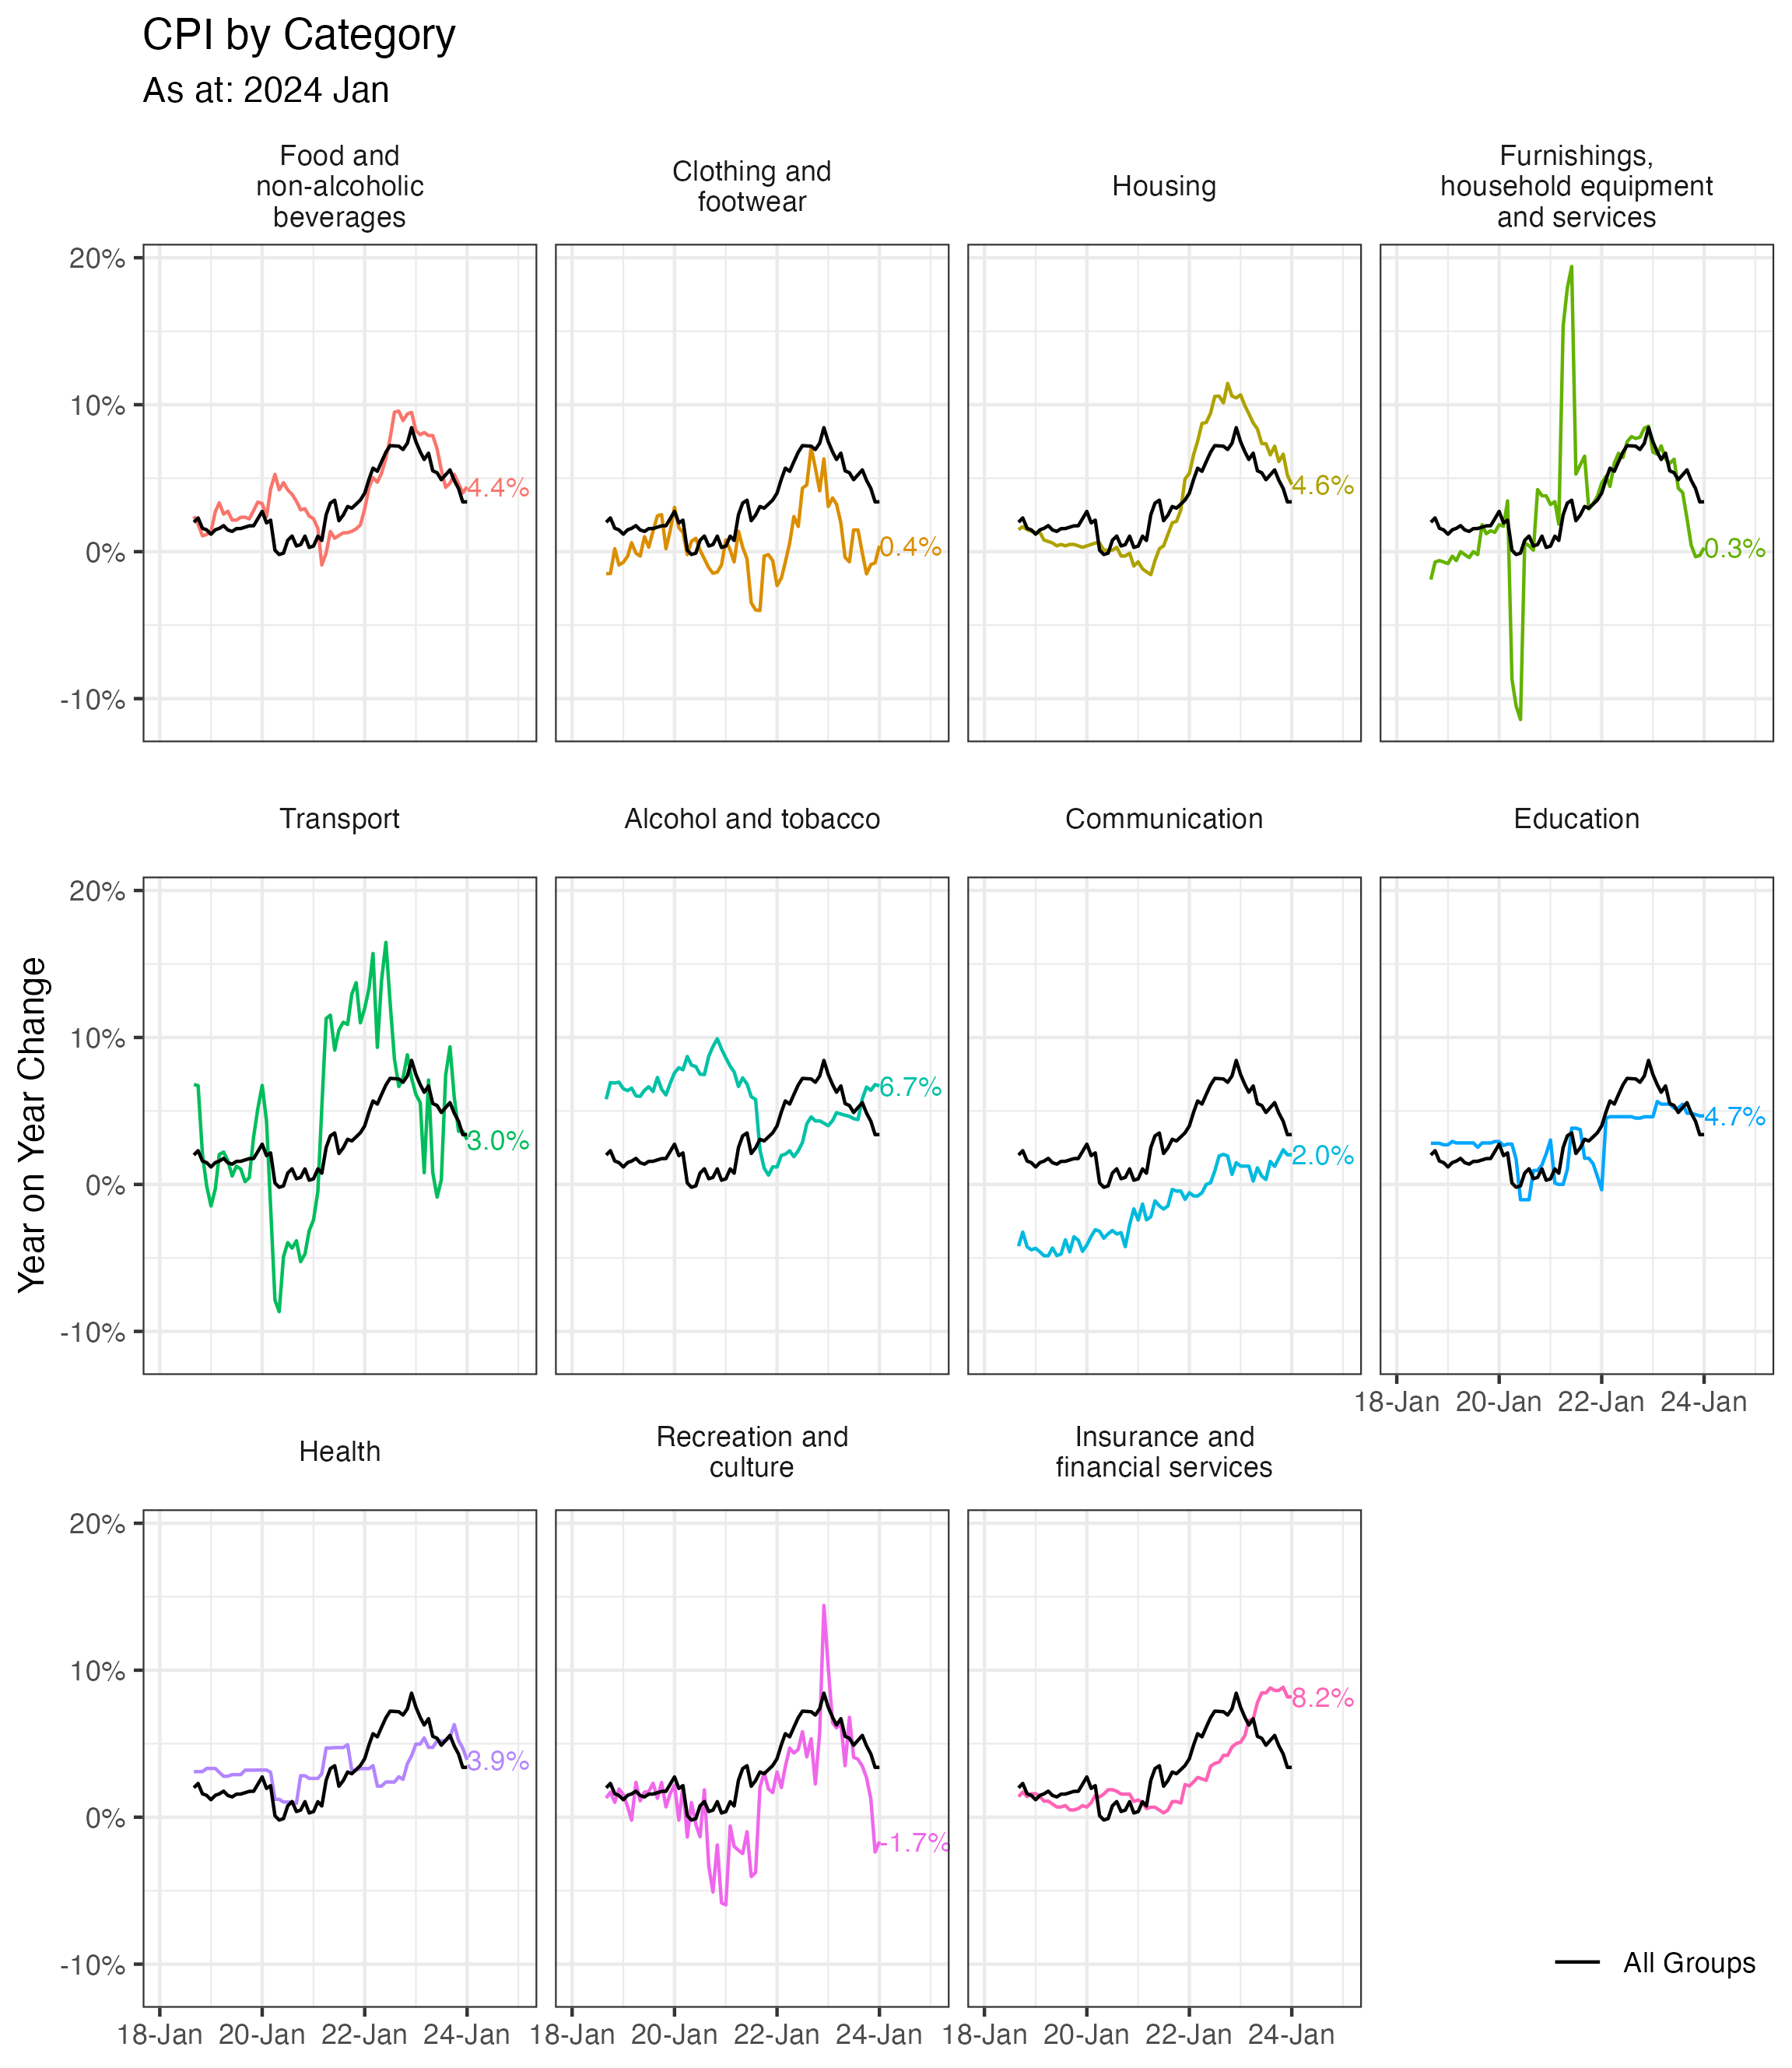 CPI by Category
As at: 2024 Jan
Food and
non-alcoholic
beverages
Clothing and
footwear
Housing
Furnishings,
household equipment
and services
20%
10%
0%
-10%
4.4%
0.4%
4.6%
0.3%
Transport
Alcohol and tobacco
Communication
Education
Year on Year Change
20%
10%
0%
-10%
3.0%
6.7%
2.0%
4.7%
18-Jan 20-Jan 22-Jan 24-Jan
Health
Recreation and
culture
Insurance and
financial services
20%
10%
0%
-10%
3.9%
-1.7%
8.2%
All Groups
18-Jan 20-Jan 22-Jan 24-Jan
18-Jan 20-Jan 22-Jan 24-Jan
18-Jan 20-Jan 22-Jan 24-Jan